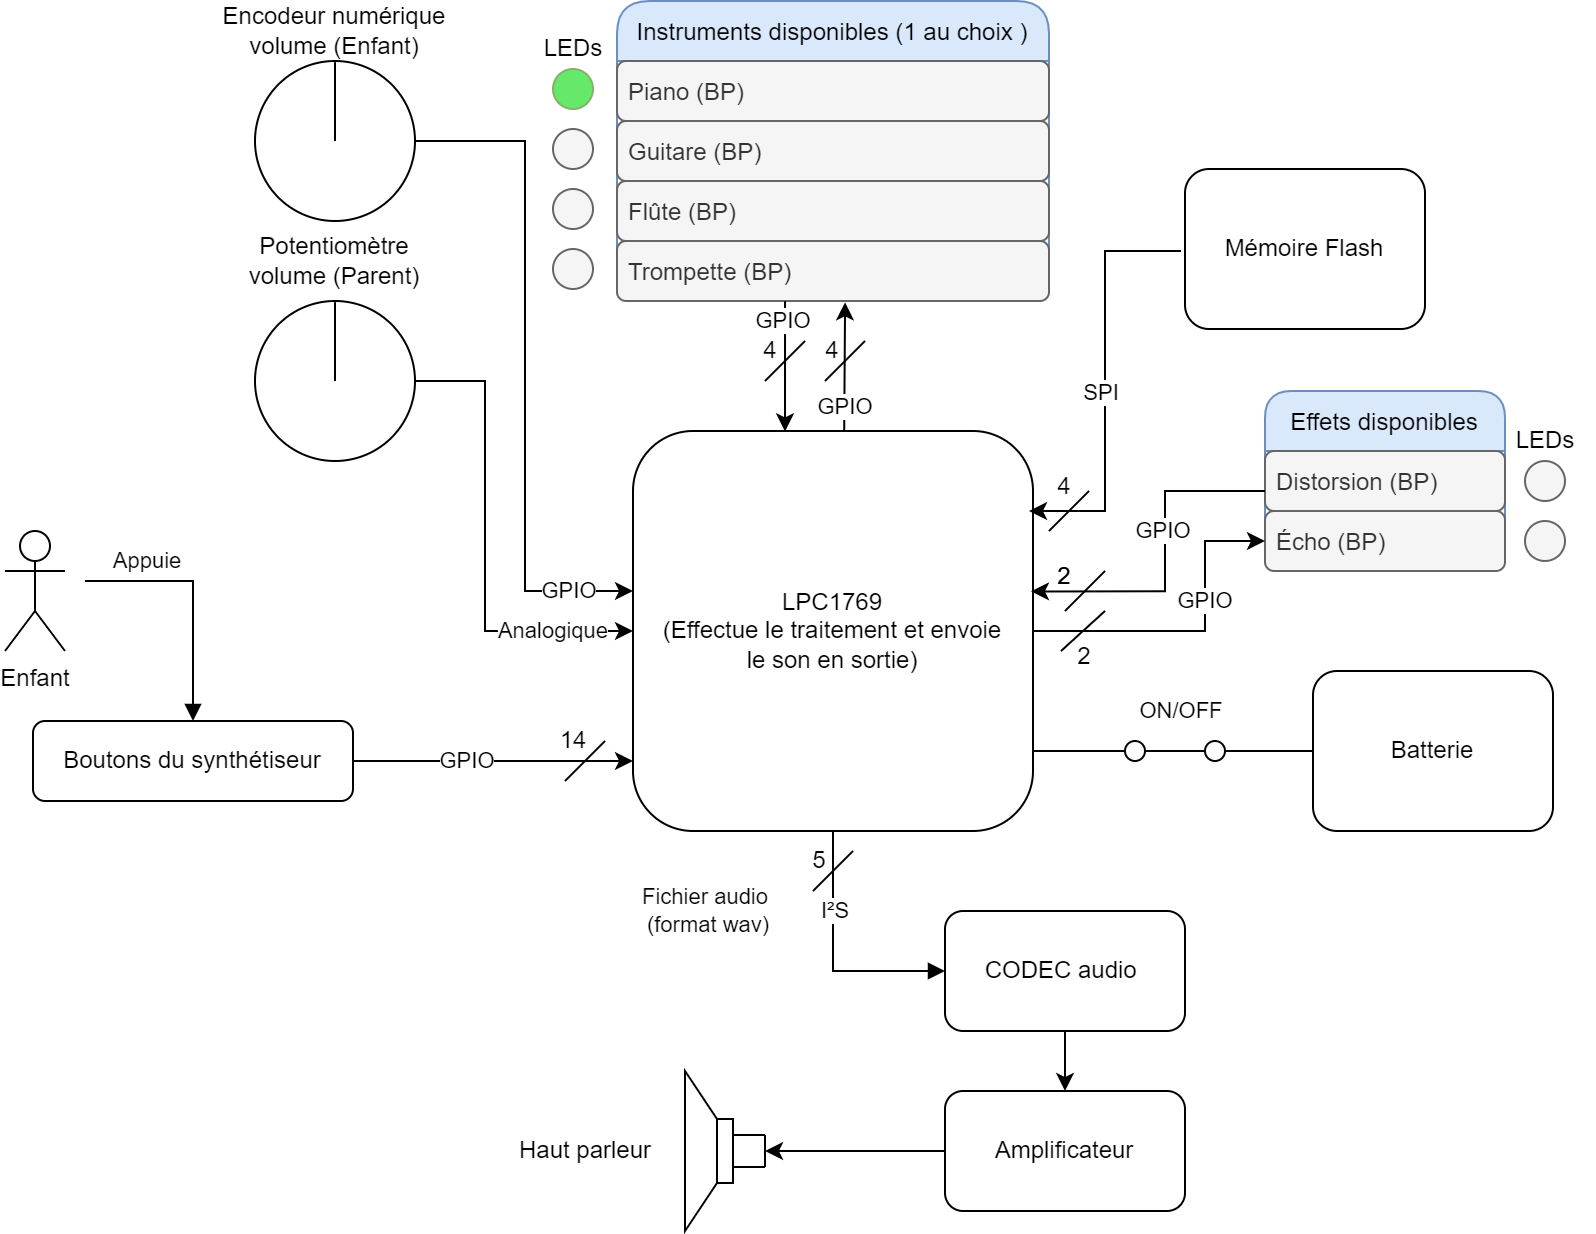 Encodeur numérique
volume (Enfant)
LEDs
Instruments disponibles (1 au choix )
Piano (BP)
Guitare (BP)
Flûte (BP)
Trompette (BP)
Potentiomètre
volume (Parent)
GPIO
4
4
GPIO
Mémoire Flash
SPI
Effets disponibles
LEDs
Distorsion (BP)
Écho (BP)
4
GPIO
2
GPIO
2
Appuie
Enfant
GPIO
Analogique
LPC1769
(Effectue le traitement et envoie
le son en sortie)
ON/OFF
Batterie
Boutons du synthétiseur
GPIO
14
5
I²S
Fichier audio
(format wav)
CODEC audio
Amplificateur
Haut parleur